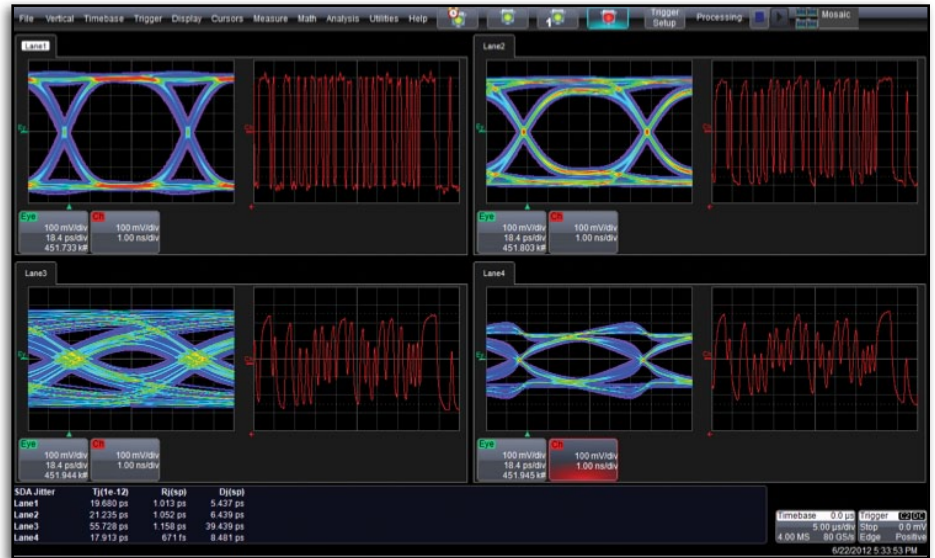 File Vertical Timebase Trigger Display Cursors Measure Math Analysis Utilities Help 1 Trigger Setup Processing Mosaic
Lane1
Lane2
Eye
100 mV/div
18.4 ps/div
451.733 k#
Ch
100 mV/div
1.00 ns/div
Eye
100 mV/div
18.4 ps/div
451.803 k#
Ch
100 mV/div
1.00 ns/div
Lane3
Lane4
Eye
100 mV/div
18.4 ps/div
451.944 k#
Ch
100 mV/div
1.00 ns/div
Eye
100 mV/div
18.4 ps/div
451.945 k#
Ch
100 mV/div
1.00 ns/div
SDA Jitter Tj(1e-12) Rj(sp) Dj(sp)
Lane1 19.680 ps 1.013 ps 5.437 ps
Lane2 21.235 ps 1.052 ps 6.439 ps
Lane3 55.728 ps 1.158 ps 39.439 ps
Lane4 17.913 ps 671 fs 8.481 ps
Timebase 0.0 µs Trigger C2 DC
5.00 µs/div Stop 0.0 mV
4.00 MS 80 GS/s Edge Positive
6/22/2012 5:33:53 PM